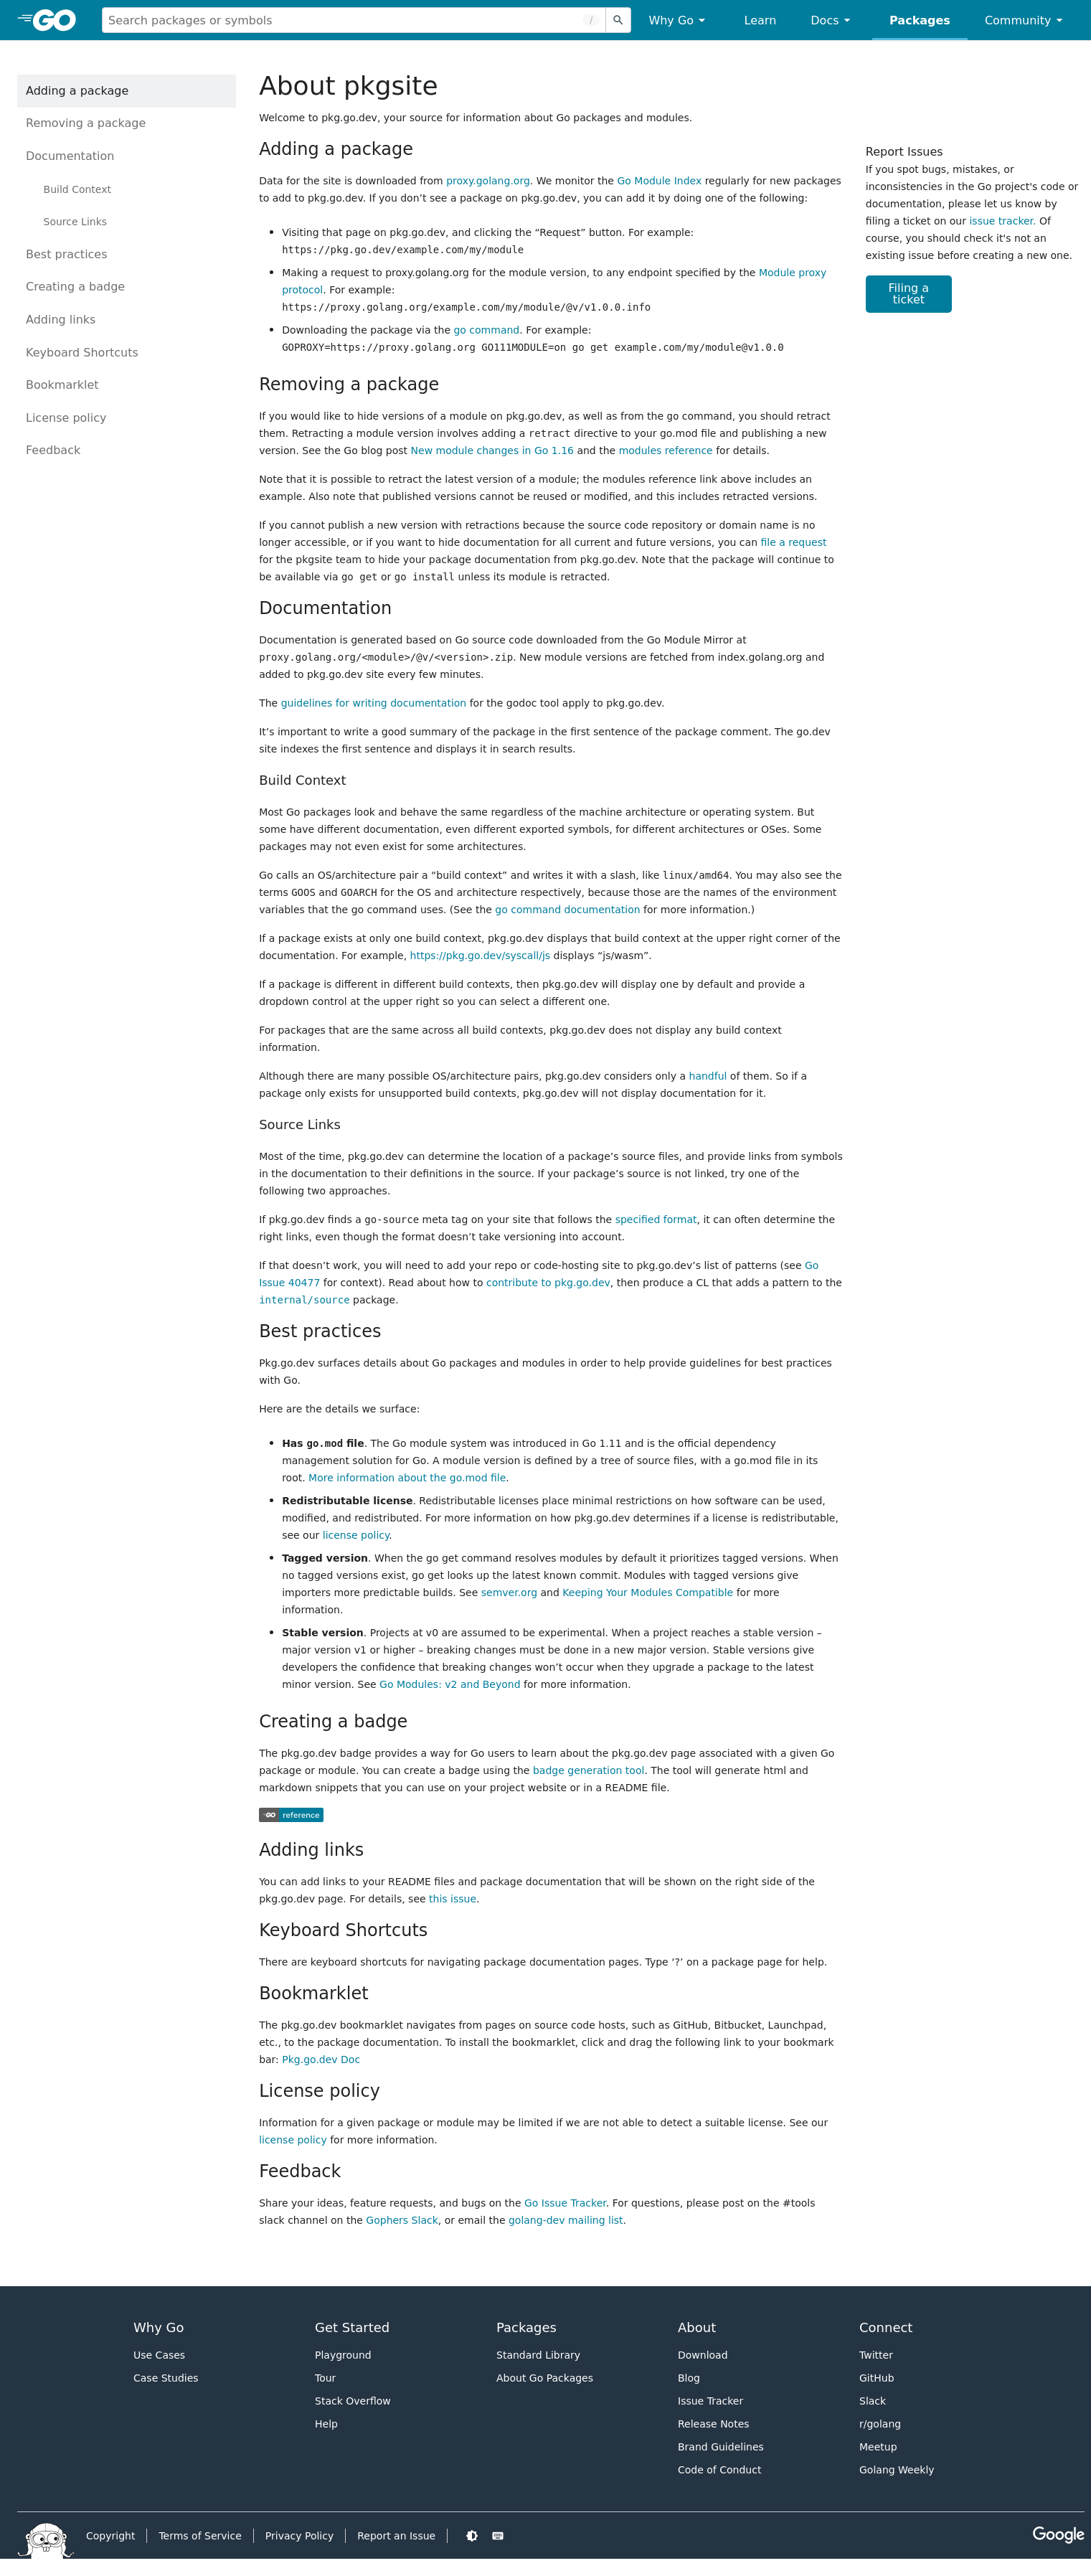 GO
Search packages or symbols
/
Why Go
Learn
Docs
Packages
Community
Adding a package
Removing a package
Documentation
Build Context
Source Links
Best practices
Creating a badge
Adding links
Keyboard Shortcuts
Bookmarklet
License policy
Feedback
About pkgsite
Welcome to pkg.go.dev, your source for information about Go packages and modules.
Adding a package
Data for the site is downloaded from proxy.golang.org. We monitor the Go Module Index regularly for new packages
to add to pkg.go.dev. If you don’t see a package on pkg.go.dev, you can add it by doing one of the following:
• Visiting that page on pkg.go.dev, and clicking the “Request” button. For example:
https://pkg.go.dev/example.com/my/module
• Making a request to proxy.golang.org for the module version, to any endpoint specified by the Module proxy
protocol. For example:
https://proxy.golang.org/example.com/my/module/@v/v1.0.0.info
• Downloading the package via the go command. For example:
GOPROXY=https://proxy.golang.org GO111MODULE=on go get example.com/my/module@v1.0.0
Removing a package
If you would like to hide versions of a module on pkg.go.dev, as well as from the go command, you should retract
them. Retracting a module version involves adding a retract directive to your go.mod file and publishing a new
version. See the Go blog post New module changes in Go 1.16 and the modules reference for details.
Note that it is possible to retract the latest version of a module; the modules reference link above includes an
example. Also note that published versions cannot be reused or modified, and this includes retracted versions.
If you cannot publish a new version with retractions because the source code repository or domain name is no
longer accessible, or if you want to hide documentation for all current and future versions, you can file a request
for the pkgsite team to hide your package documentation from pkg.go.dev. Note that the package will continue to
be available via go get or go install unless its module is retracted.
Documentation
Documentation is generated based on Go source code downloaded from the Go Module Mirror at
proxy.golang.org/<module>/@v/<version>.zip. New module versions are fetched from index.golang.org and
added to pkg.go.dev site every few minutes.
The guidelines for writing documentation for the godoc tool apply to pkg.go.dev.
It’s important to write a good summary of the package in the first sentence of the package comment. The go.dev
site indexes the first sentence and displays it in search results.
Build Context
Most Go packages look and behave the same regardless of the machine architecture or operating system. But
some have different documentation, even different exported symbols, for different architectures or OSes. Some
packages may not even exist for some architectures.
Go calls an OS/architecture pair a “build context” and writes it with a slash, like linux/amd64. You may also see the
terms GOOS and GOARCH for the OS and architecture respectively, because those are the names of the environment
variables that the go command uses. (See the go command documentation for more information.)
If a package exists at only one build context, pkg.go.dev displays that build context at the upper right corner of the
documentation. For example, https://pkg.go.dev/syscall/js displays “js/wasm”.
If a package is different in different build contexts, then pkg.go.dev will display one by default and provide a
dropdown control at the upper right so you can select a different one.
For packages that are the same across all build contexts, pkg.go.dev does not display any build context
information.
Although there are many possible OS/architecture pairs, pkg.go.dev considers only a handful of them. So if a
package only exists for unsupported build contexts, pkg.go.dev will not display documentation for it.
Source Links
Most of the time, pkg.go.dev can determine the location of a package’s source files, and provide links from symbols
in the documentation to their definitions in the source. If your package’s source is not linked, try one of the
following two approaches.
If pkg.go.dev finds a go-source meta tag on your site that follows the specified format, it can often determine the
right links, even though the format doesn’t take versioning into account.
If that doesn’t work, you will need to add your repo or code-hosting site to pkg.go.dev’s list of patterns (see Go
Issue 40477 for context). Read about how to contribute to pkg.go.dev, then produce a CL that adds a pattern to the
internal/source package.
Best practices
Pkg.go.dev surfaces details about Go packages and modules in order to help provide guidelines for best practices
with Go.
Here are the details we surface:
• Has go.mod file. The Go module system was introduced in Go 1.11 and is the official dependency
management solution for Go. A module version is defined by a tree of source files, with a go.mod file in its
root. More information about the go.mod file.
• Redistributable license. Redistributable licenses place minimal restrictions on how software can be used,
modified, and redistributed. For more information on how pkg.go.dev determines if a license is redistributable,
see our license policy.
• Tagged version. When the go get command resolves modules by default it prioritizes tagged versions. When
no tagged versions exist, go get looks up the latest known commit. Modules with tagged versions give
importers more predictable builds. See semver.org and Keeping Your Modules Compatible for more
information.
• Stable version. Projects at v0 are assumed to be experimental. When a project reaches a stable version –
major version v1 or higher – breaking changes must be done in a new major version. Stable versions give
developers the confidence that breaking changes won’t occur when they upgrade a package to the latest
minor version. See Go Modules: v2 and Beyond for more information.
Creating a badge
The pkg.go.dev badge provides a way for Go users to learn about the pkg.go.dev page associated with a given Go
package or module. You can create a badge using the badge generation tool. The tool will generate html and
markdown snippets that you can use on your project website or in a README file.
GO reference
Adding links
You can add links to your README files and package documentation that will be shown on the right side of the
pkg.go.dev page. For details, see this issue.
Keyboard Shortcuts
There are keyboard shortcuts for navigating package documentation pages. Type ‘?’ on a package page for help.
Bookmarklet
The pkg.go.dev bookmarklet navigates from pages on source code hosts, such as GitHub, Bitbucket, Launchpad,
etc., to the package documentation. To install the bookmarklet, click and drag the following link to your bookmark
bar: Pkg.go.dev Doc
License policy
Information for a given package or module may be limited if we are not able to detect a suitable license. See our
license policy for more information.
Feedback
Share your ideas, feature requests, and bugs on the Go Issue Tracker. For questions, please post on the #tools
slack channel on the Gophers Slack, or email the golang-dev mailing list.
Report Issues
If you spot bugs, mistakes, or
inconsistencies in the Go project's code or
documentation, please let us know by
filing a ticket on our issue tracker. Of
course, you should check it's not an
existing issue before creating a new one.
Filing a
ticket
Why Go
Use Cases
Case Studies
Get Started
Playground
Tour
Stack Overflow
Help
Packages
Standard Library
About Go Packages
About
Download
Blog
Issue Tracker
Release Notes
Brand Guidelines
Code of Conduct
Connect
Twitter
GitHub
Slack
r/golang
Meetup
Golang Weekly
Copyright
Terms of Service
Privacy Policy
Report an Issue
Google